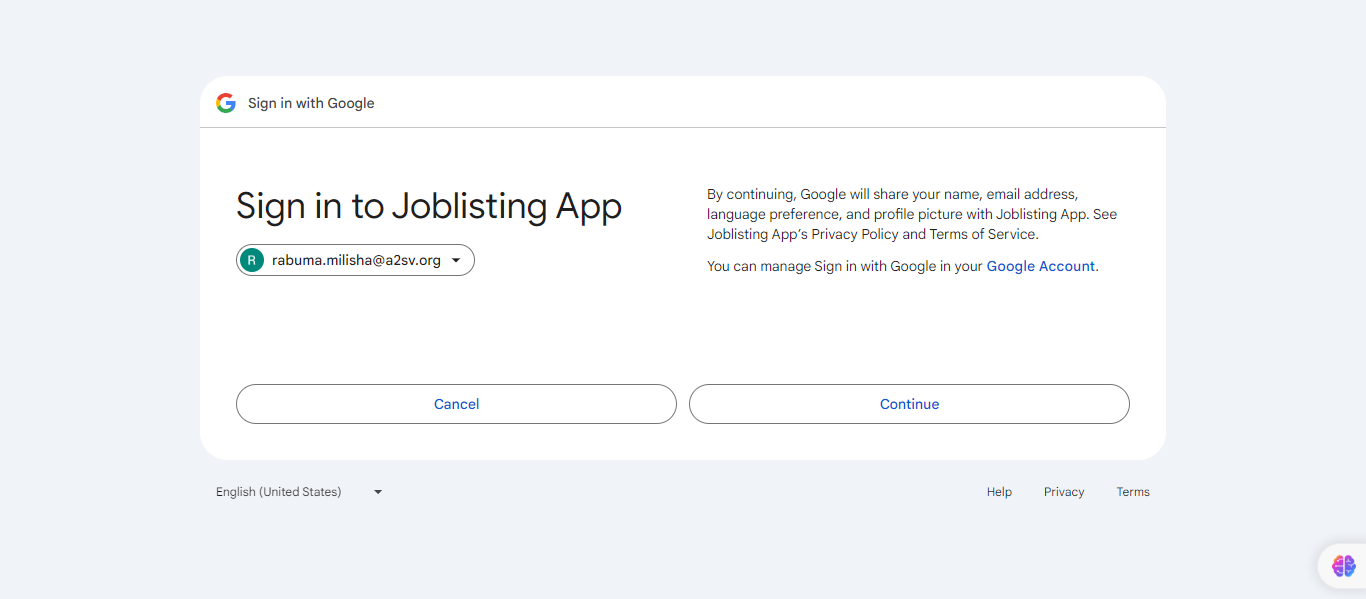 Sign in with Google
Sign in to Joblisting App
R rabuma.milisha@a2sv.org
By continuing, Google will share your name, email address,
language preference, and profile picture with Joblisting App. See
Joblisting App’s Privacy Policy and Terms of Service.
You can manage Sign in with Google in your Google Account.
Cancel
Continue
English (United States)
Help
Privacy
Terms